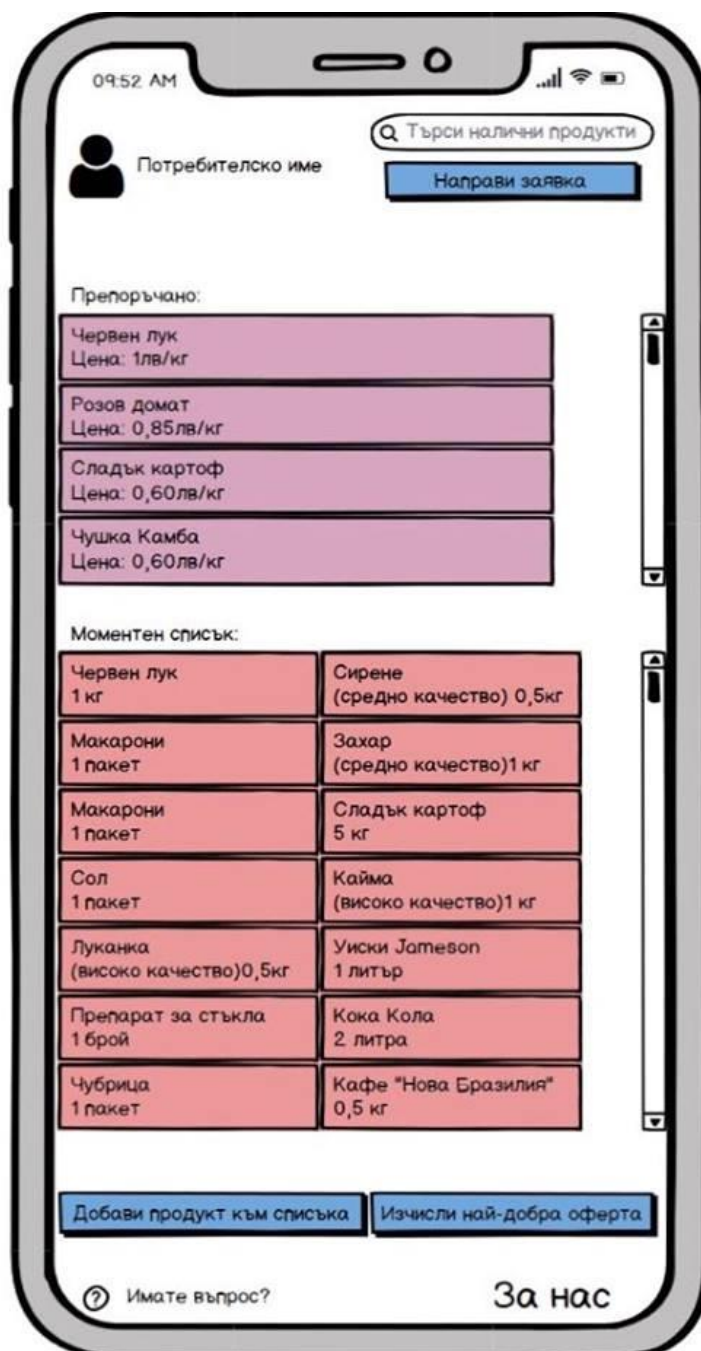 09:52 AM
Търси налични продукти
Потребителско име
Направи заявка
Препоръчано:
Червен лук
Цена: 1лв/кг
Розов домат
Цена: 0,85лв/кг
Сладък картоф
Цена: 0,60лв/кг
Чушка Камба
Цена: 0,60лв/кг
Моментен списък:
Червен лук
1 кг
Сирене
(средно качество) 0,5кг
Макарони
1 пакет
Захар
(средно качество)1 кг
Макарони
1 пакет
Сладък картоф
5 кг
Сол
1 пакет
Кайма
(високо качество)1 кг
Луканка
(високо качество)0,5кг
Уиски Jameson
1 литър
Препарат за стъкла
1 брой
Кока Кола
2 литра
Чубрица
1 пакет
Кафе "Нова Бразилия"
0,5 кг
Добави продукт към списъка
Изчисли най-добра оферта
? Имате въпрос?
За нас